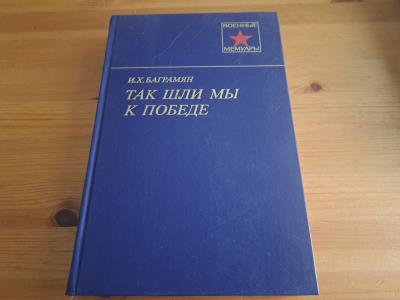 ВОЕННЫЕ
МЕМУАРЫ
И.Х.БАГРАМЯН
ТАК ШЛИ МЫ
К ПОБЕДЕ